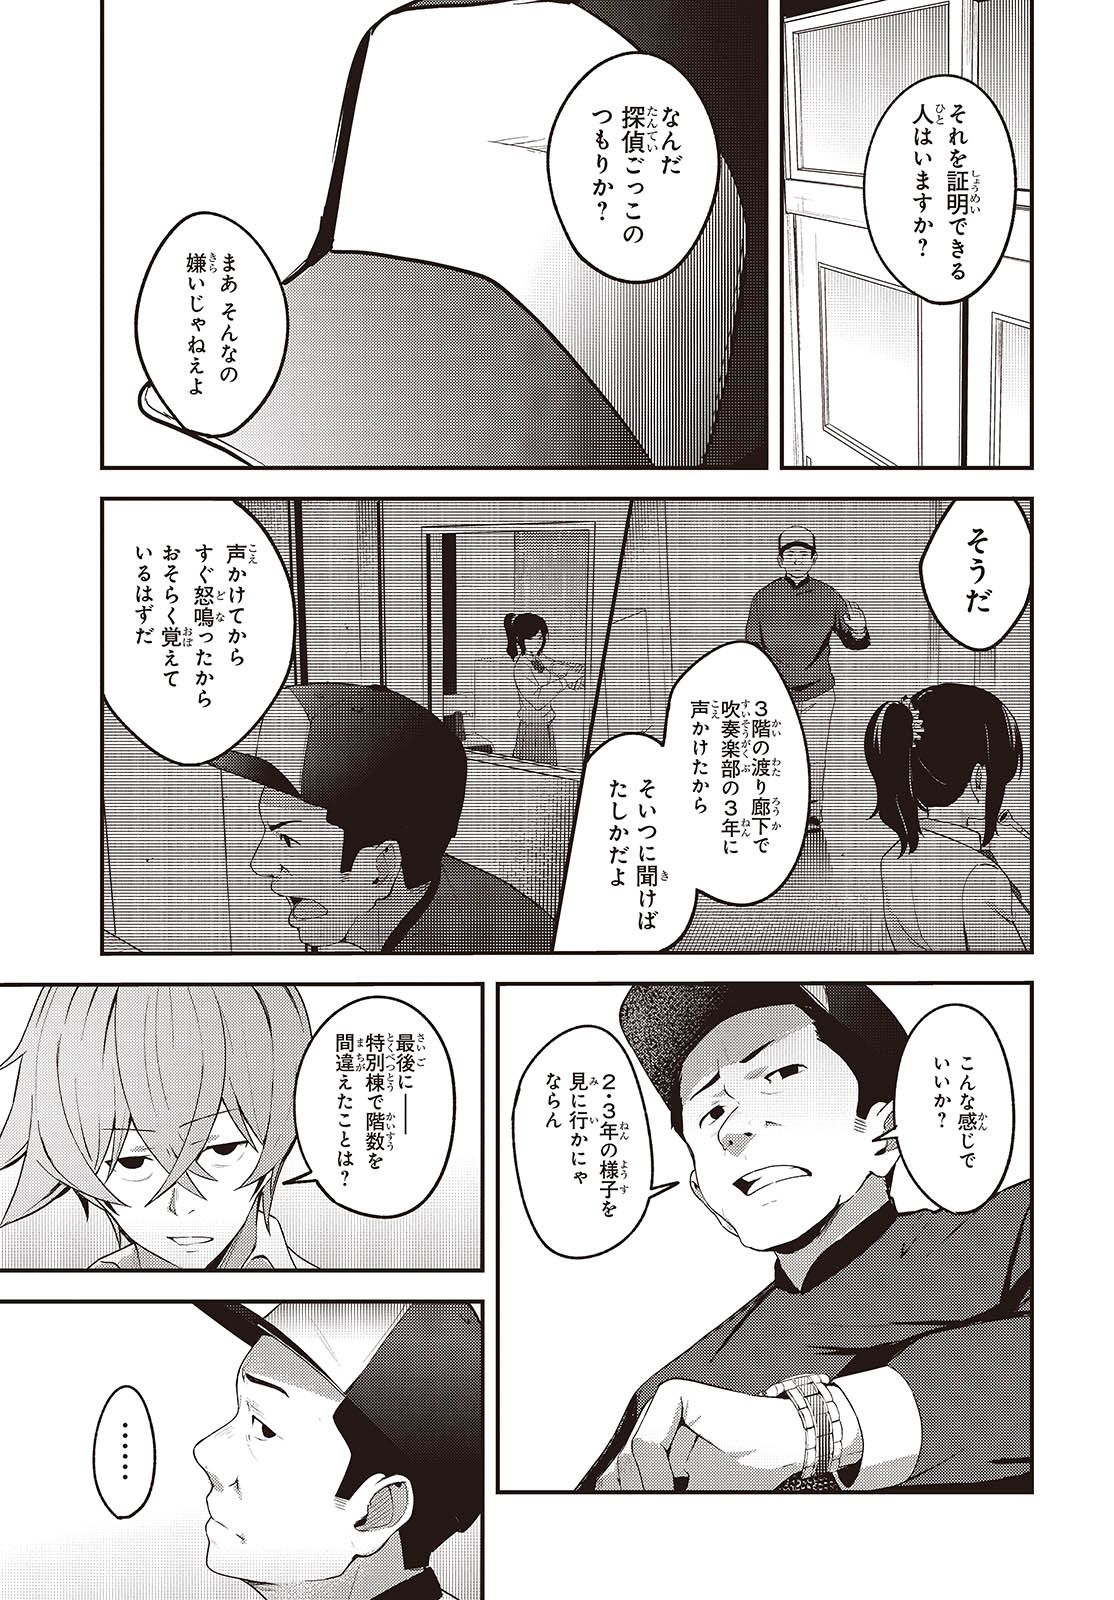 それを証明できる
人はいますか？
なんだ
探偵ごっこの
つもりか？
まあ そんなの
嫌いじゃねえよ
そうだ
3階の渡り廊下で
吹奏楽部の3年に
声かけたから
そいつに聞けば
たしかだよ
声かけてから
すぐ怒鳴ったから
おそらく覚えて
いるはずだ
こんな感じで
いいか？
2・3年の様子を
見に行かにゃ
ならん
最後に――
特別棟で階数を
間違えたことは？
………